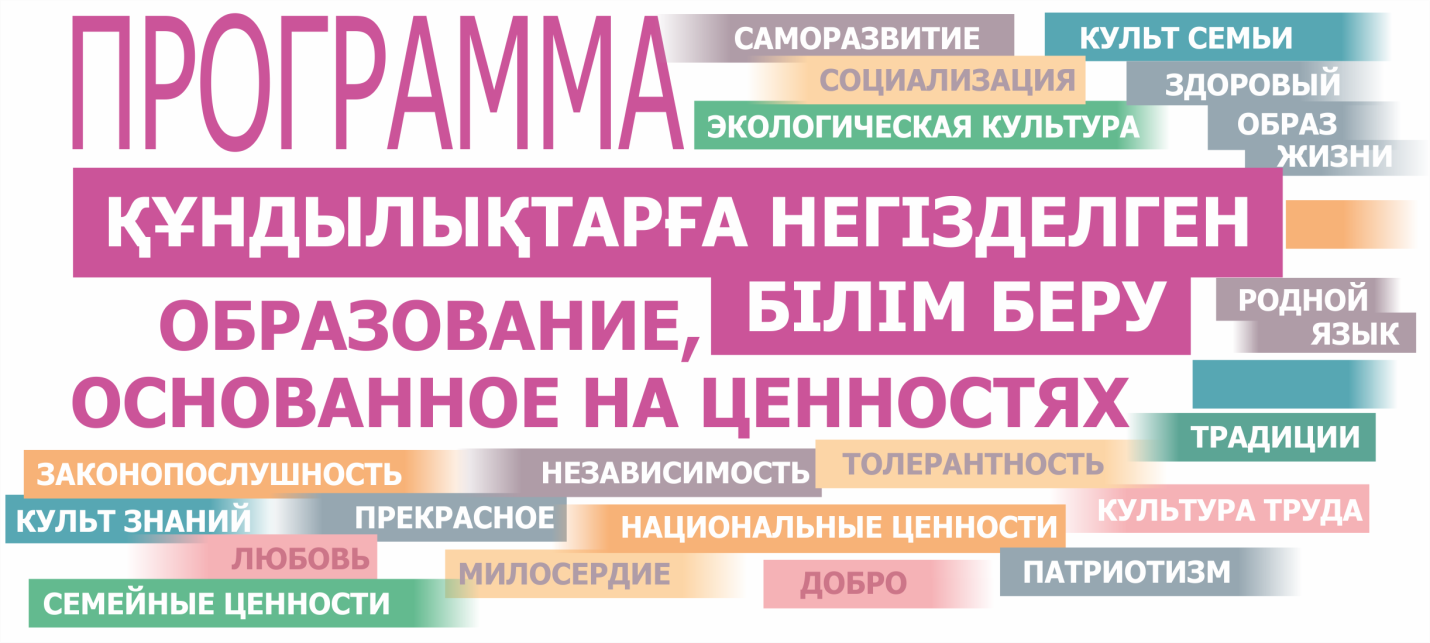 ПРОГРАММА
САМОРАЗВИТИЕ
КУЛЬТ СЕМЬИ
СОЦИАЛИЗАЦИЯ
ЗДОРОВЫЙ
ОБРАЗ
ЖИЗНИ
ЭКОЛОГИЧЕСКАЯ КУЛЬТУРА
ҚҰНДЫЛЫҚТАРҒА НЕГІЗДЕЛГЕН
БІЛІМ БЕРУ
ОБРАЗОВАНИЕ,
ОСНОВАННОЕ НА ЦЕННОСТЯХ
РОДНОЙ
ЯЗЫК
ТРАДИЦИИ
ЗАКОНОПОСЛУШНОСТЬ
НЕЗАВИСИМОСТЬ
ТОЛЕРАНТНОСТЬ
КУЛЬТ ЗНАНИЙ
ПРЕКРАСНОЕ
НАЦИОНАЛЬНЫЕ ЦЕННОСТИ
КУЛЬТУРА ТРУДА
ЛЮБОВЬ
МИЛОСЕРДИЕ
ДОБРО
ПАТРИОТИЗМ
СЕМЕЙНЫЕ ЦЕННОСТИ